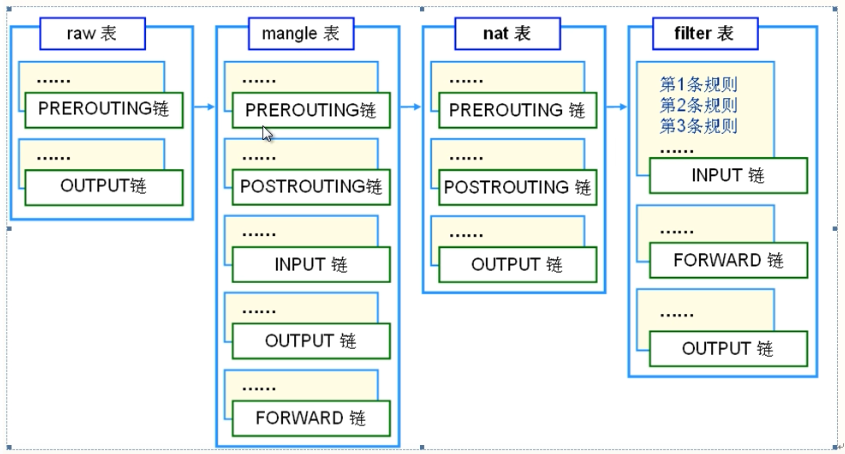 raw 表
……
PREROUTING链
……
OUTPUT链
mangle 表
……
PREROUTING链
……
POSTROUTING链
……
INPUT 链
……
OUTPUT 链
……
FORWARD 链
nat 表
……
PREROUTING 链
……
POSTROUTING 链
……
OUTPUT 链
filter 表
第1条规则
第2条规则
第3条规则
……
INPUT 链
……
FORWARD 链
……
OUTPUT 链